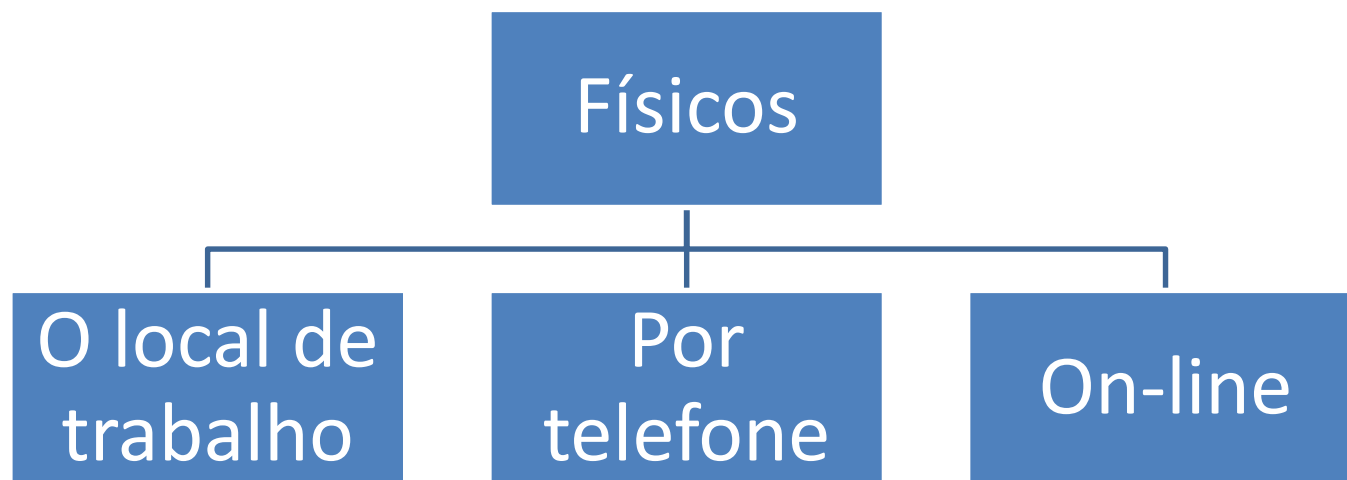 Físicos
O local de
trabalho
Por
telefone
On-line